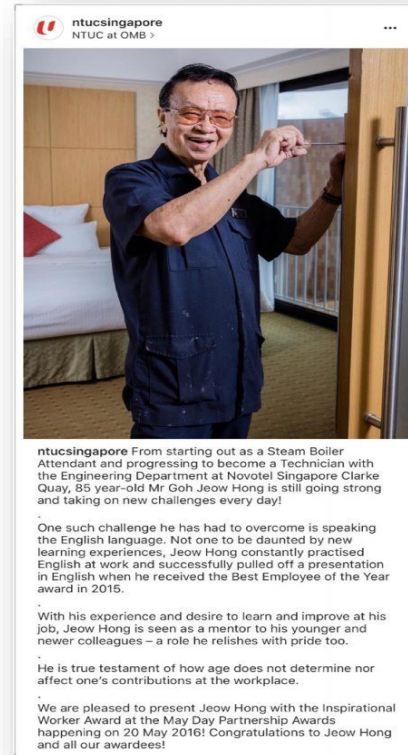 ntucsingapore
NTUC at OMB >
ntucsingapore From starting out as a Steam Boiler
Attendant and progressing to become a Technician with
the Engineering Department at Novotel Singapore Clarke
Quay, 85 year-old Mr Goh Jeow Hong is still going strong
and taking on new challenges every day!
.
One such challenge he has had to overcome is speaking
the English language. Not one to be daunted by new
learning experiences, Jeow Hong constantly practised
English at work and successfully pulled off a presentation
in English when he received the Best Employee of the Year
award in 2015.
.
With his experience and desire to learn and improve at his
job, Jeow Hong is seen as a mentor to his younger and
newer colleagues – a role he relishes with pride too.
.
He is true testament of how age does not determine nor
affect one's contributions at the workplace.
.
We are pleased to present Jeow Hong with the Inspirational
Worker Award at the May Day Partnership Awards
happening on 20 May 2016! Congratulations to Jeow Hong
and all our awardees!